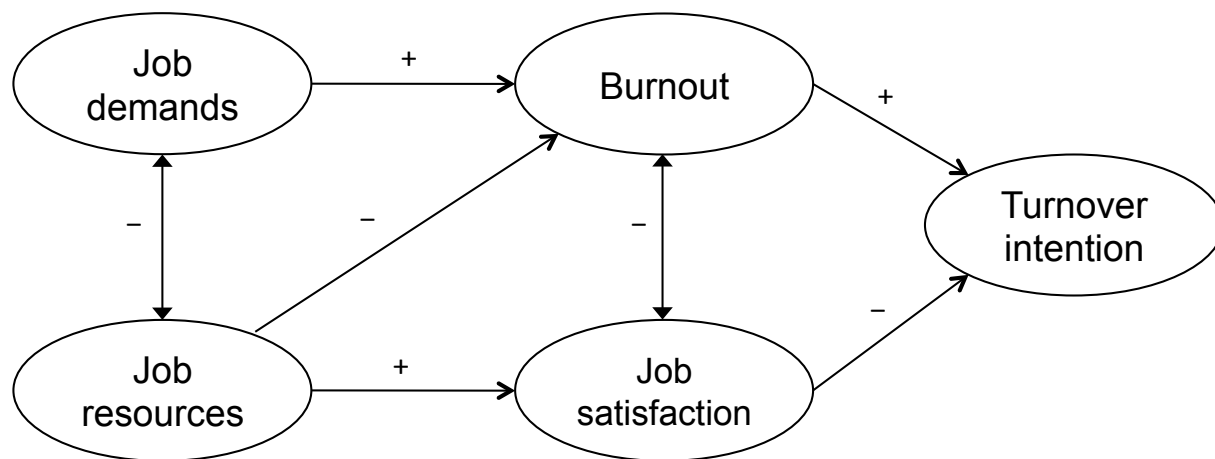 Job
demands
+
Burnout
+
–
–
–
Turnover
intention
Job
resources
+
Job
satisfaction
–